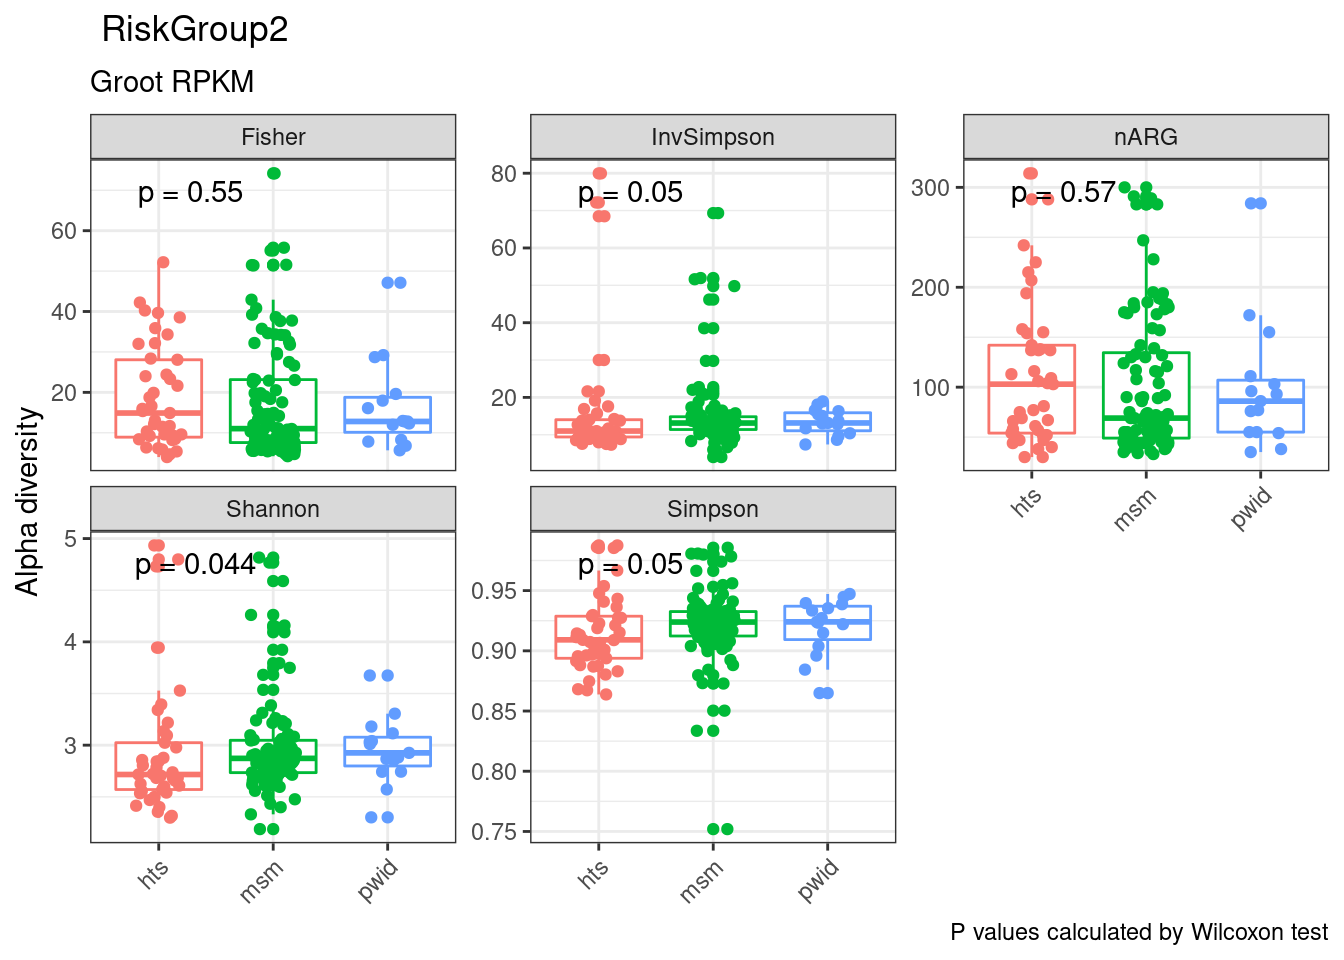 RiskGroup2
Groot RPKM
Alpha diversity
Fisher
p = 0.55
60
40
20
InvSimpson
p = 0.05
80
60
40
20
nARG
p = 0.57
300
200
100
hts
msm
pwid
Shannon
p = 0.044
5
4
3
hts
msm
pwid
Simpson
p = 0.05
0.95
0.90
0.85
0.80
0.75
hts
msm
pwid
P values calculated by Wilcoxon test